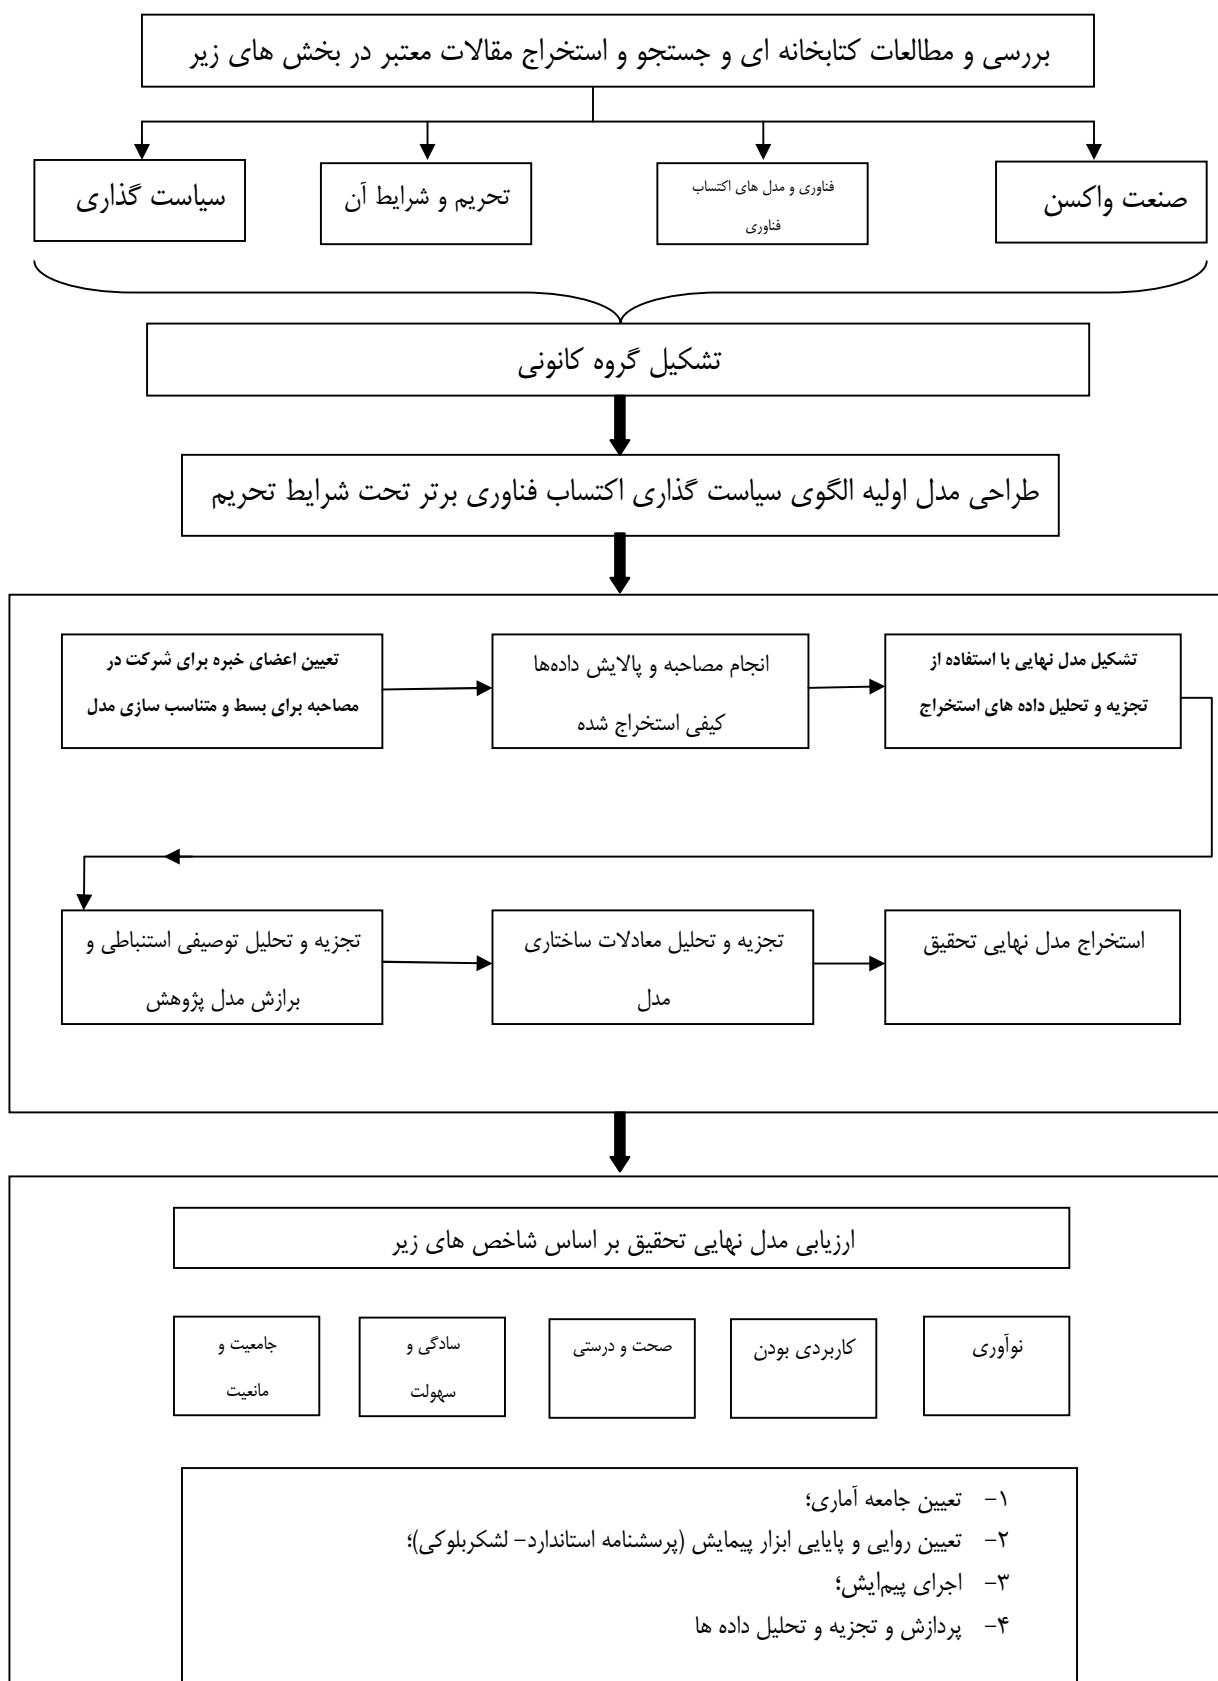 بررسی و مطالعات کتابخانه ای و جستجو و استخراج مقالات معتبر در بخش های زیر
صنعت واکسن
فناوری و مدل های اکتساب
فناوری
تحریم و شرایط آن
سیاست گذاری
تشکیل گروه کانونی
طراحی مدل اولیه الگوی سیاست گذاری اکتساب فناوری برتر تحت شرایط تحریم
تعیین اعضای خبره برای شرکت در
مصاحبه برای بسط و متناسب سازی مدل
انجام مصاحبه و پالایش داده‌ها
کیفی استخراج شده
تشکیل مدل نهایی با استفاده از
تجزیه و تحلیل داده های استخراج
تجزیه و تحلیل توصیفی استنباطی و
برازش مدل پژوهش
تجزیه و تحلیل معادلات ساختاری
مدل
استخراج مدل نهایی تحقیق
ارزیابی مدل نهایی تحقیق بر اساس شاخص های زیر
نوآوری
کاربردی بودن
صحت و درستی
سادگی و
سهولت
جامعیت و
مانعیت
۱- تعیین جامعه آماری؛
۲- تعیین روایی و پایایی ابزار پیمایش (پرسشنامه استاندارد- لشکربلوکی)؛
۳- اجرای پیمایش؛
۴- پردازش و تجزیه و تحلیل داده ها